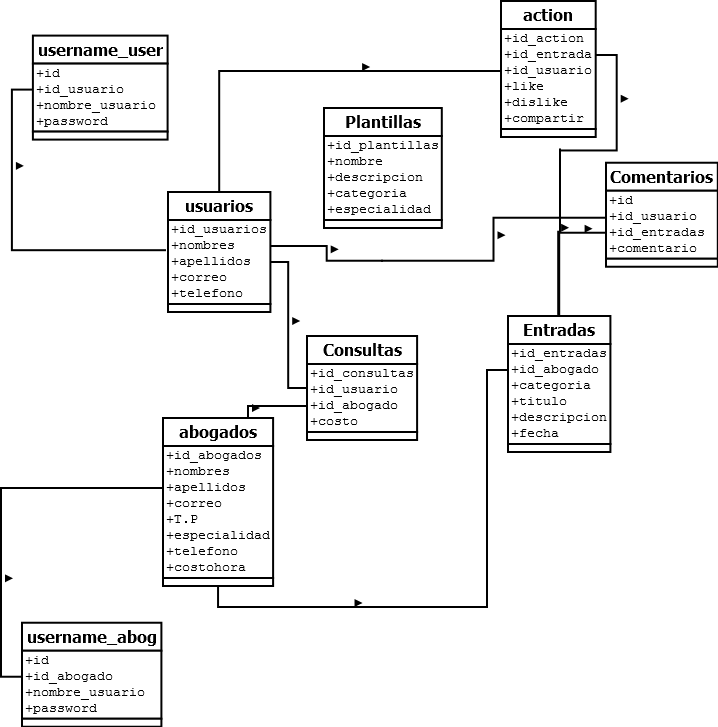 action
+id_action
+id_entrada
+id_usuario
+like
+dislike
+compartir
username_user
+id
+id_usuario
+nombre_usuario
+password
Plantillas
+id_plantillas
+nombre
+descripcion
+categoria
+especialidad
Comentarios
+id
+id_usuario
+id_entradas
+comentario
usuarios
+id_usuarios
+nombres
+apellidos
+correo
+telefono
Entradas
+id_entradas
+id_abogado
+categoria
+titulo
+descripcion
+fecha
Consultas
+id_consultas
+id_usuario
+id_abogado
+costo
abogados
+id_abogados
+nombres
+apellidos
+correo
+T.P
+especialidad
+telefono
+costohora
username_abog
+id
+id_abogado
+nombre_usuario
+password